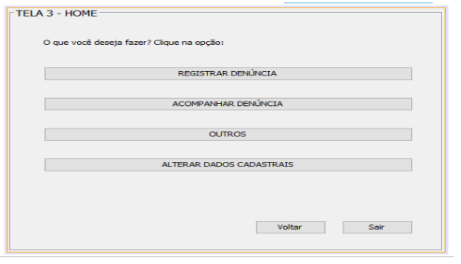 TELA 3 - HOME
O que você deseja fazer? Clique na opção:
REGISTRAR DENÚNCIA
ACOMPANHAR DENÚNCIA
OUTROS
ALTERAR DADOS CADASTRAIS
Voltar Sair